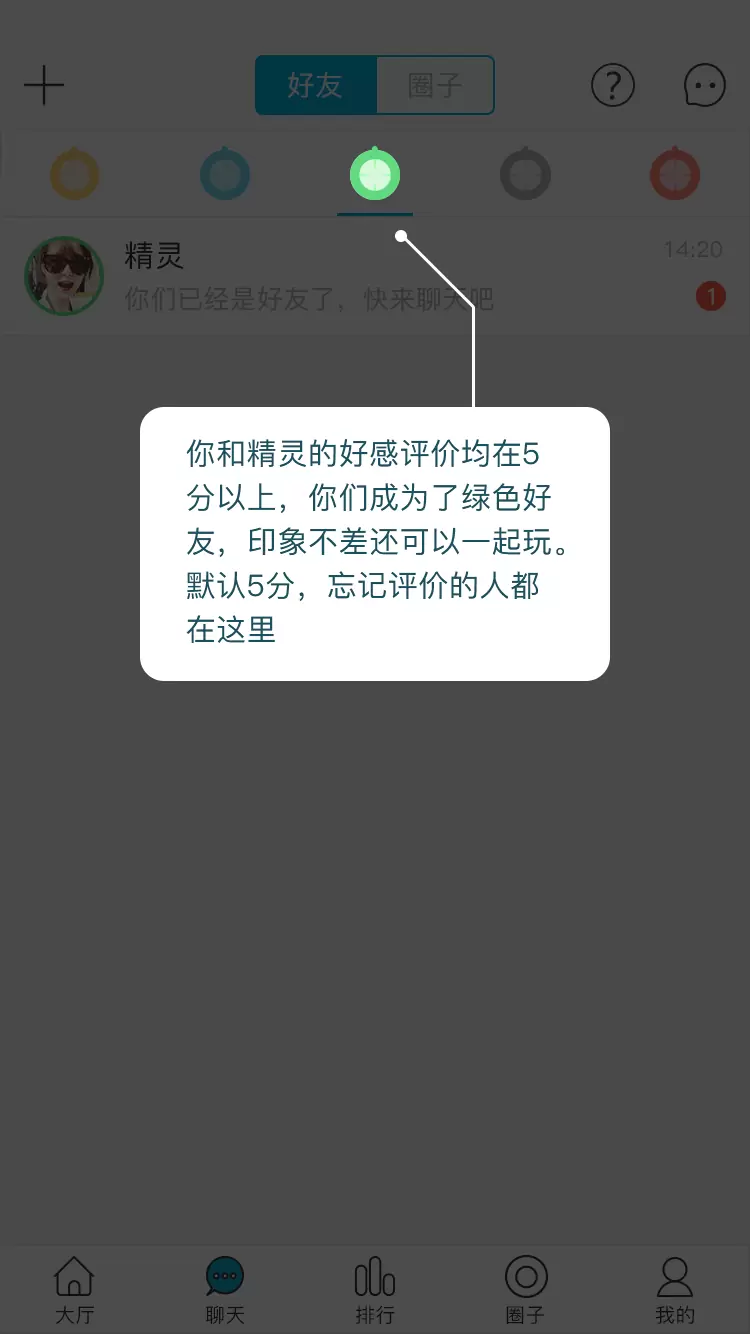 好友
圈子
精灵
14:20
你们已经是好友了，快来聊天吧
1
你和精灵的好感评价均在5
分以上，你们成为了绿色好
友，印象不差还可以一起玩。
默认5分，忘记评价的人都
在这里
大厅
聊天
排行
圈子
我的